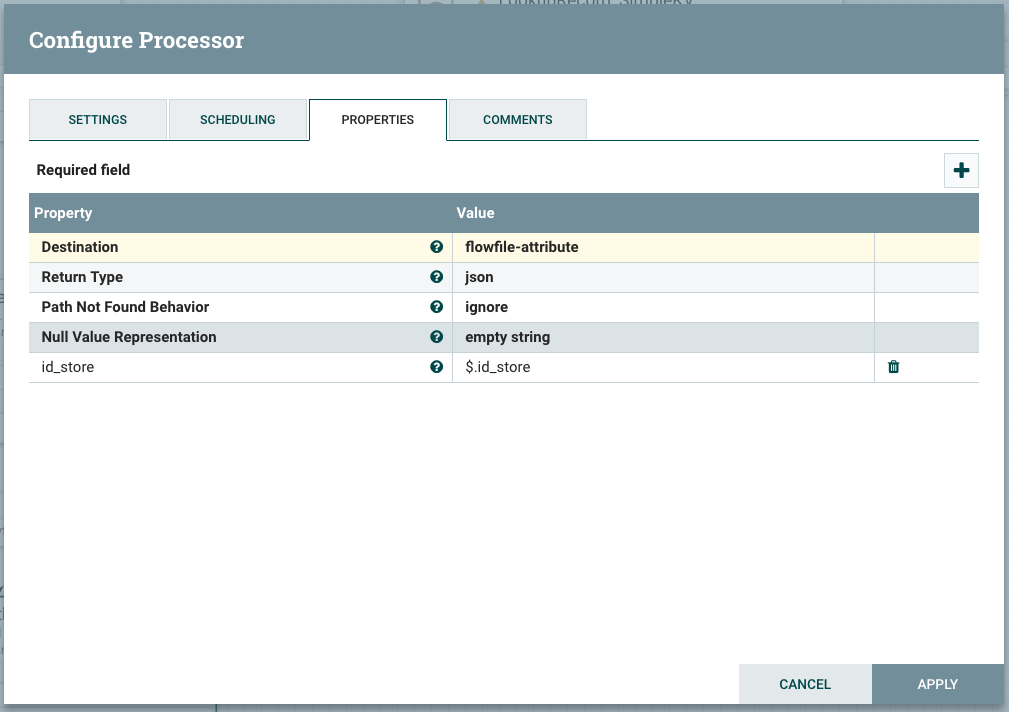 LookupRecord_SimpleKV
Configure Processor
SETTINGS SCHEDULING PROPERTIES COMMENTS
Required field
Property Value
Destination flowfile-attribute
Return Type json
Path Not Found Behavior ignore
Null Value Representation empty string
id_store $.id_store
CANCEL APPLY